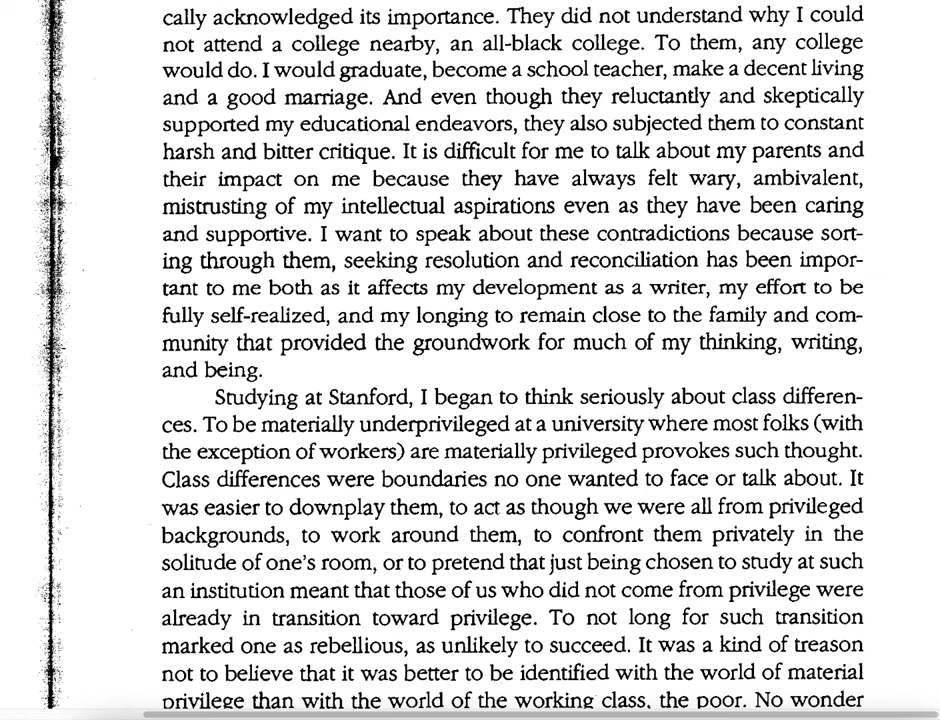 cally acknowledged its importance. They did not understand why I could
not attend a college nearby, an all-black college. To them, any college
would do. I would graduate, become a school teacher, make a decent living
and a good marriage. And even though they reluctantly and skeptically
supported my educational endeavors, they also subjected them to constant
harsh and bitter critique. It is difficult for me to talk about my parents and
their impact on me because they have always felt wary, ambivalent,
mistrusting of my intellectual aspirations even as they have been caring
and supportive. I want to speak about these contradictions because sort-
ing through them, seeking resolution and reconciliation has been impor-
tant to me both as it affects my development as a writer, my effort to be
fully self-realized, and my longing to remain close to the family and com-
munity that provided the groundwork for much of my thinking, writing,
and being.
Studying at Stanford, I began to think seriously about class differen-
ces. To be materially underprivileged at a university where most folks (with
the exception of workers) are materially privileged provokes such thought.
Class differences were boundaries no one wanted to face or talk about. It
was easier to downplay them, to act as though we were all from privileged
backgrounds, to work around them, to confront them privately in the
solitude of one's room, or to pretend that just being chosen to study at such
an institution meant that those of us who did not come from privilege were
already in transition toward privilege. To not long for such transition
marked one as rebellious, as unlikely to succeed. It was a kind of treason
not to believe that it was better to be identified with the world of material
privilege than with the world of the working class, the poor. No wonder